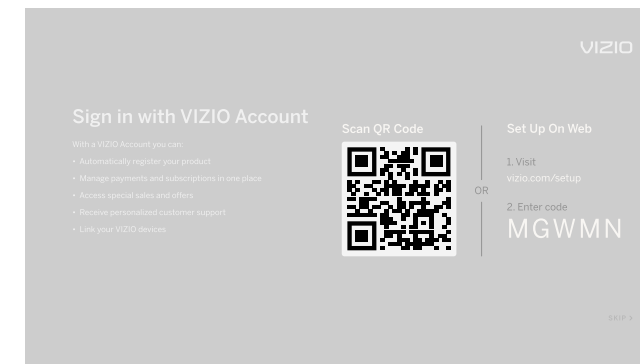 VIZIO
Sign in with VIZIO Account
With a VIZIO Account you can:
• Automatically register your product
• Manage payments and subscriptions in one place
• Access special sales and offers
• Receive personalized customer support
• Link your VIZIO devices
Scan QR Code
OR
Set Up On Web
1. Visit
vizio.com/setup
2. Enter code
MGWMN
SKIP